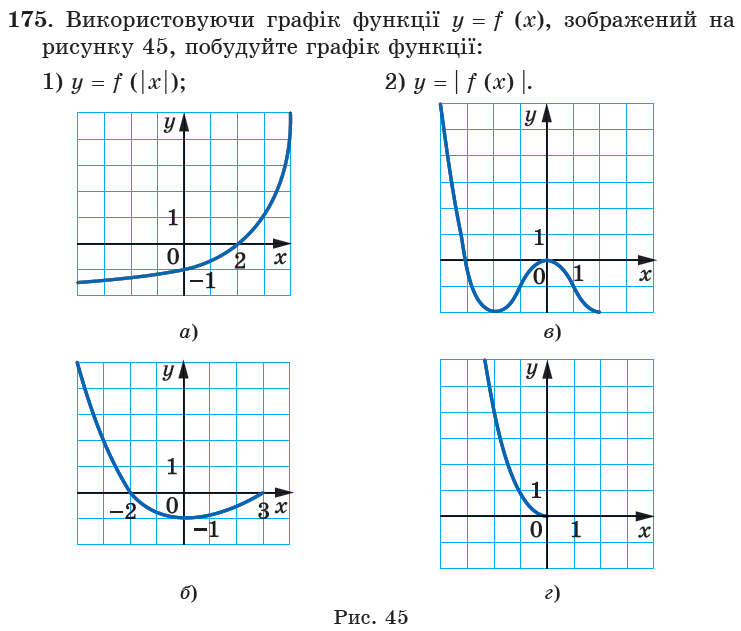 175. Використовуючи графік функції y = f (x), зображений на
рисунку 45, побудуйте графік функції:
1) y = f (|x|);
2) y = | f (x) |.
y
1
0
2
x
−1
а)
y
1
0
1
x
в)
y
1
−2
0
3
x
−1
б)
y
1
0
1
x
г)
Рис. 45